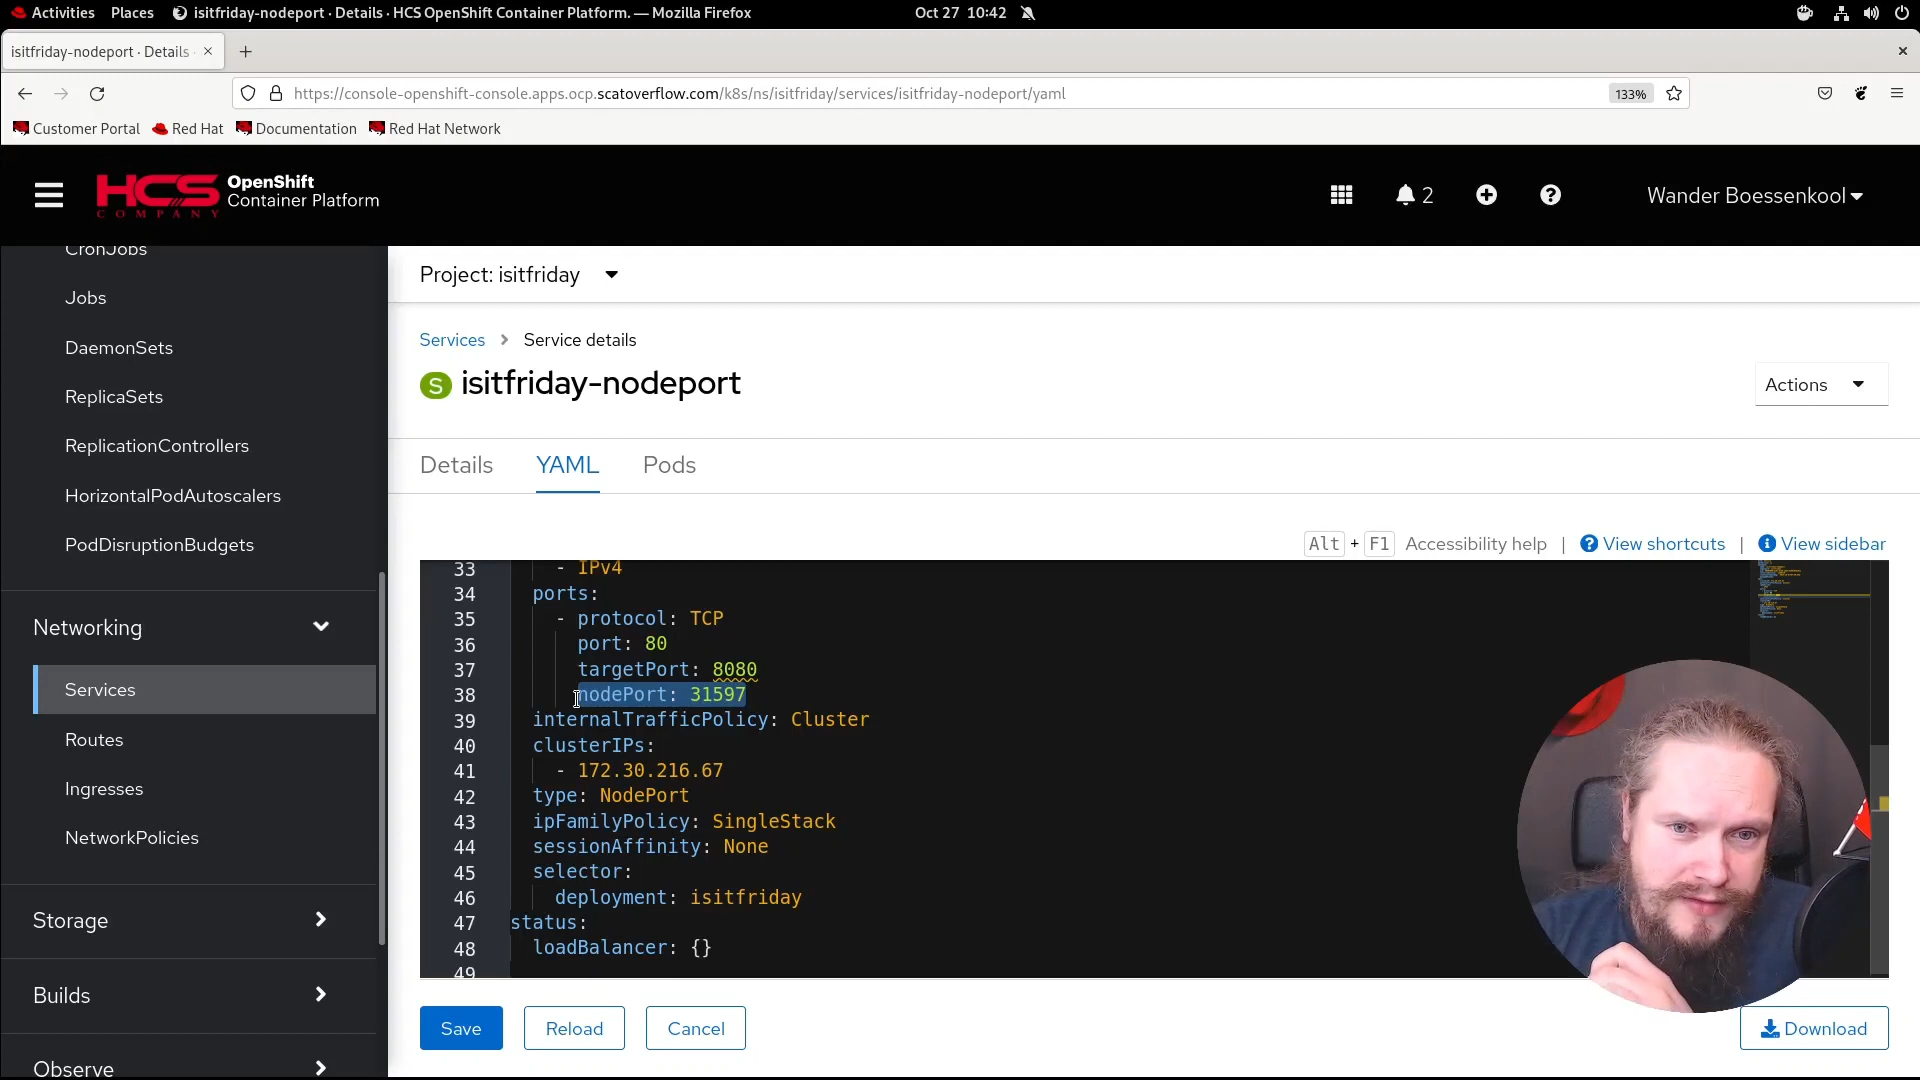 Activities Places isitfriday-nodeport · Details · HCS OpenShift Container Platform. — Mozilla Firefox Oct 27 10:42
isitfriday-nodeport · Details
https://console-openshift-console.apps.ocp.scatoverflow.com/k8s/ns/isitfriday/services/isitfriday-nodeport/yaml 133%
Customer Portal Red Hat Documentation Red Hat Network
HCS COMPANY OpenShift Container Platform 2 Wander Boessenkool
CronJobs
Jobs
DaemonSets
ReplicaSets
ReplicationControllers
HorizontalPodAutoscalers
PodDisruptionBudgets
Networking
Services
Routes
Ingresses
NetworkPolicies
Storage
Builds
Observe
Project: isitfriday
Services > Service details
S isitfriday-nodeport
Actions
Details YAML Pods
Alt + F1 Accessibility help | View shortcuts | View sidebar
33 - IPv4
34 ports:
35 - protocol: TCP
36 port: 80
37 targetPort: 8080
38 nodePort: 31597
39 internalTrafficPolicy: Cluster
40 clusterIPs:
41 - 172.30.216.67
42 type: NodePort
43 ipFamilyPolicy: SingleStack
44 sessionAffinity: None
45 selector:
46 deployment: isitfriday
47 status:
48 loadBalancer: {}
49
Save Reload Cancel Download